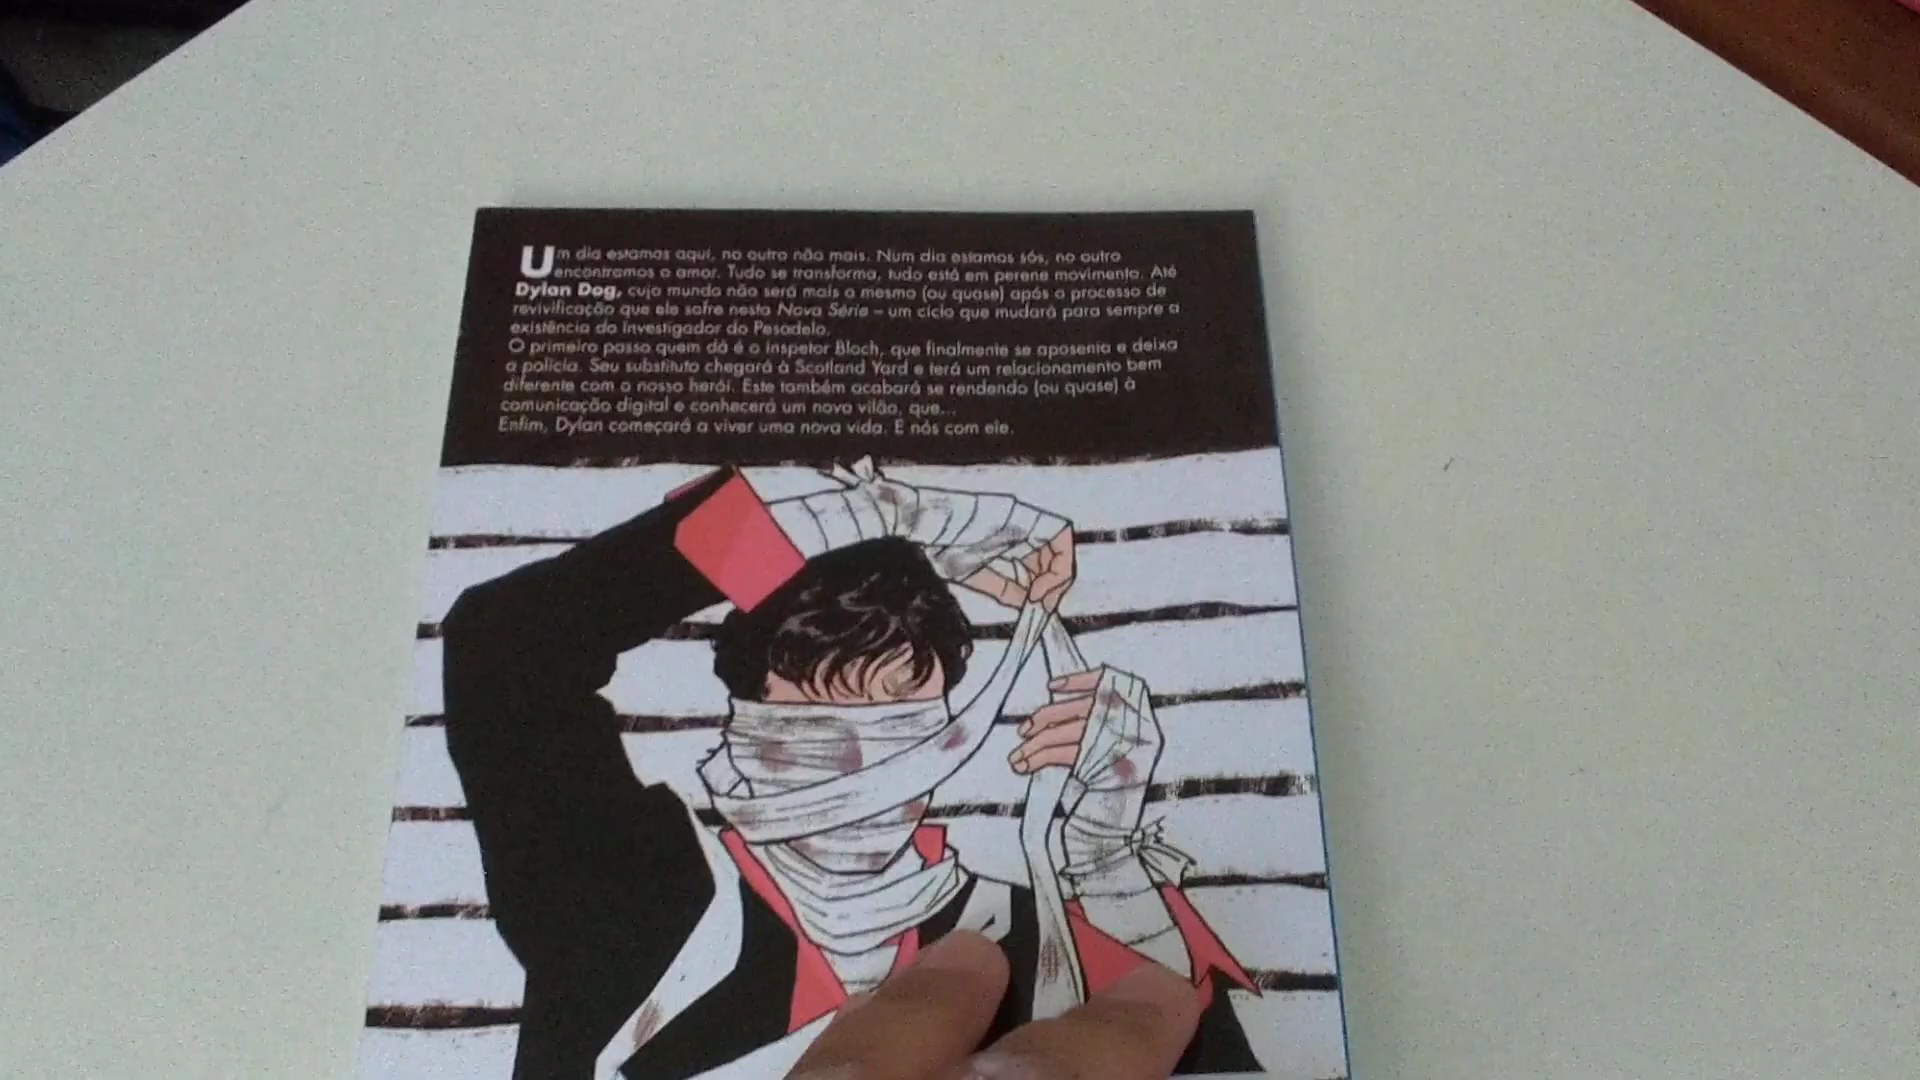 Um dia estamos aqui, no outro não mais. Num dia estamos sós, no outro
encontramos o amor. Tudo se transforma, tudo está em perene movimento. Até
Dylan Dog, cujo mundo não será mais o mesmo (ou quase) após o processo de
revivificação que ele sofre nesta Nova Série – um ciclo que mudará para sempre a
existência do Investigador do Pesadelo.
O primeiro passo quem dá é o inspetor Bloch, que finalmente se aposenta e deixa
a polícia. Seu substituto chegará à Scotland Yard e terá um relacionamento bem
diferente com o nosso herói. Este também acabará se rendendo (ou quase) à
comunicação digital e conhecerá um novo vilão, que...
Enfim, Dylan começará a viver uma nova vida. E nós com ele.